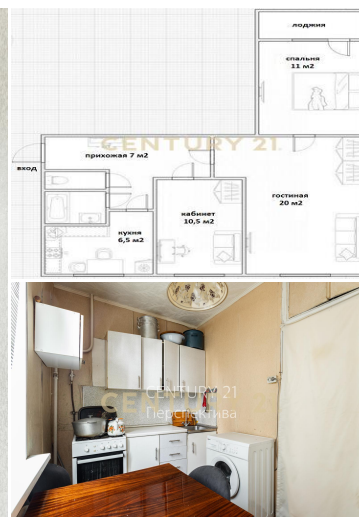 лоджия
спальня
11 м2
CENTURY 21.
прихожая 7 м2
вход
гостиная
20 м2
кабинет
10,5 м2
кухня
6,5 м2
CENTURY 21
CE
Перспектива